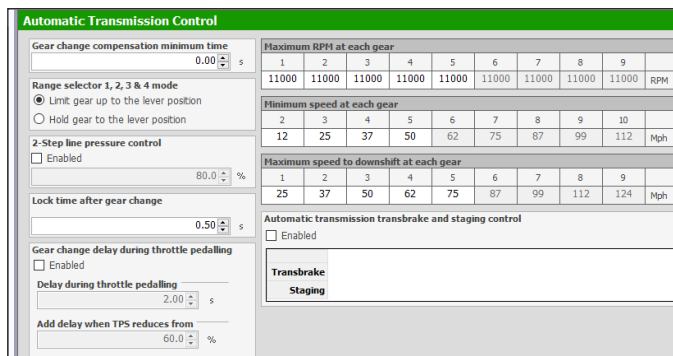 Automatic Transmission Control
Gear change compensation minimum time
0.00 s
Range selector 1, 2, 3 & 4 mode
Limit gear up to the lever position
Hold gear to the lever position
2-Step line pressure control
Enabled
80.0 %
Lock time after gear change
0.50 s
Gear change delay during throttle pedalling
Enabled
Delay during throttle pedalling
2.00 s
Add delay when TPS reduces from
60.0 %
Maximum RPM at each gear
1 2 3 4 5 6 7 8 9
11000 11000 11000 11000 11000 11000 11000 11000 11000 RPM
Minimum speed at each gear
2 3 4 5 6 7 8 9 10
12 25 37 50 62 75 87 99 112 Mph
Maximum speed to downshift at each gear
1 2 3 4 5 6 7 8 9
25 37 50 62 75 87 99 112 124 Mph
Automatic transmission transbrake and staging control
Enabled
Transbrake
Staging